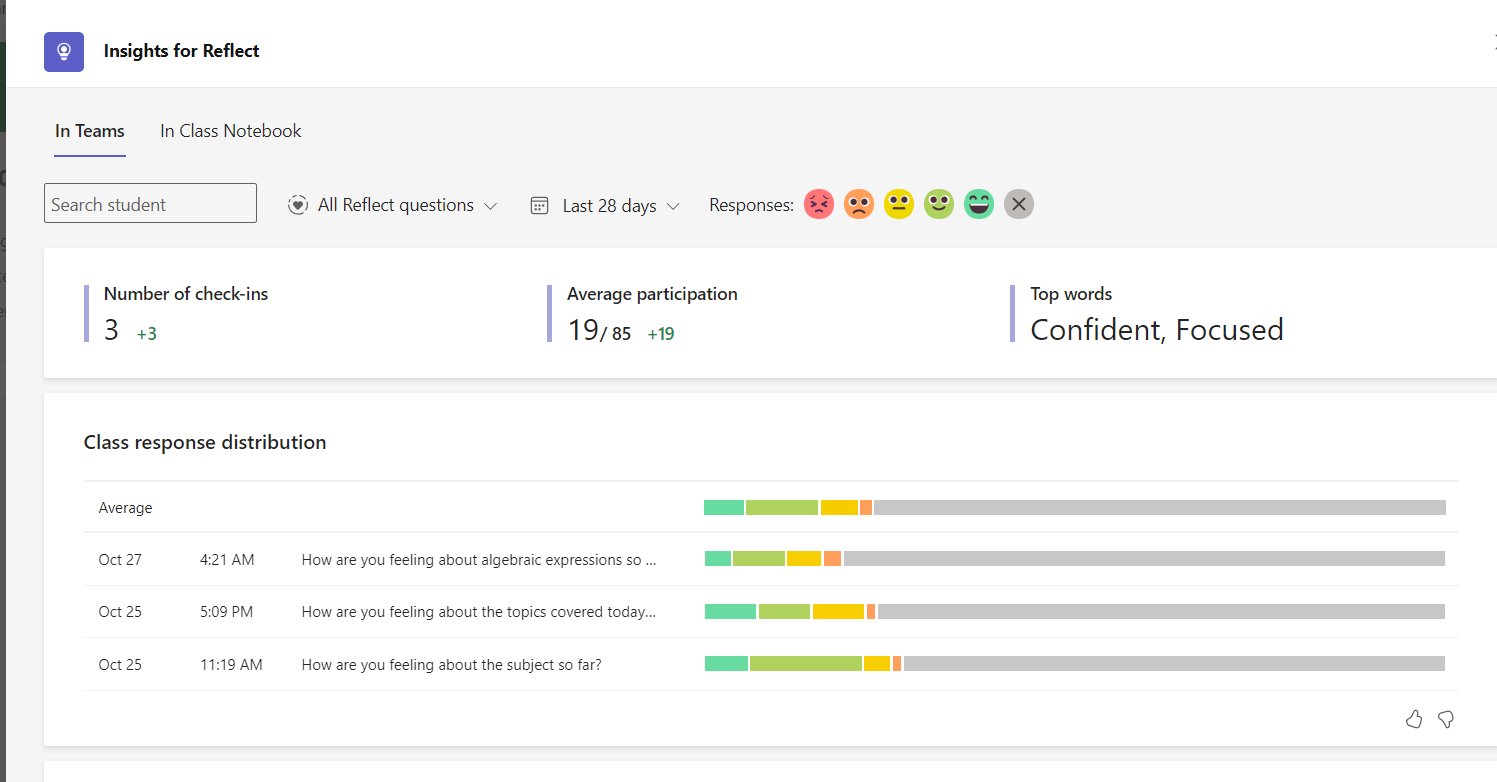 Insights for Reflect
In Teams In Class Notebook
Search student All Reflect questions Last 28 days Responses:
Number of check-ins Average participation Top words
3 +3 19/ 85 +19 Confident, Focused
Class response distribution
Average
Oct 27 4:21 AM How are you feeling about algebraic expressions so ...
Oct 25 5:09 PM How are you feeling about the topics covered today...
Oct 25 11:19 AM How are you feeling about the subject so far?